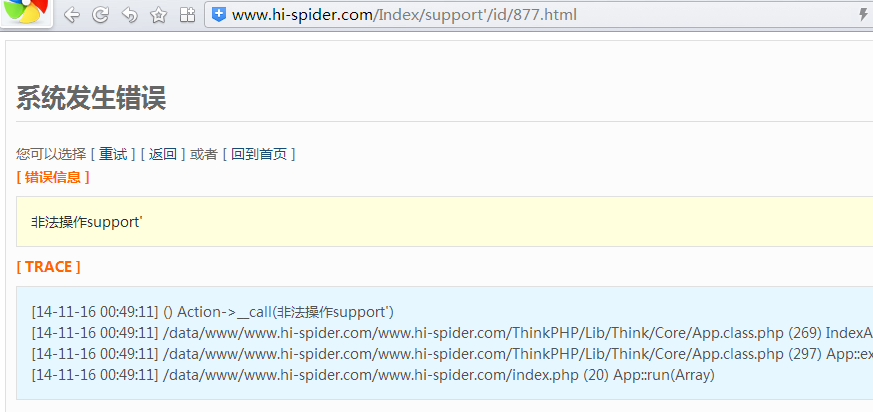 www.hi-spider.com/Index/support'/id/877.html
系统发生错误
您可以选择 [ 重试 ] [ 返回 ] 或者 [ 回到首页 ]
[ 错误信息 ]
非法操作support'
[ TRACE ]
[14-11-16 00:49:11] () Action->__call(非法操作support')
[14-11-16 00:49:11] /data/www/www.hi-spider.com/www.hi-spider.com/ThinkPHP/Lib/Think/Core/App.class.php (269) IndexA
[14-11-16 00:49:11] /data/www/www.hi-spider.com/www.hi-spider.com/ThinkPHP/Lib/Think/Core/App.class.php (297) App::ex
[14-11-16 00:49:11] /data/www/www.hi-spider.com/www.hi-spider.com/index.php (20) App::run(Array)